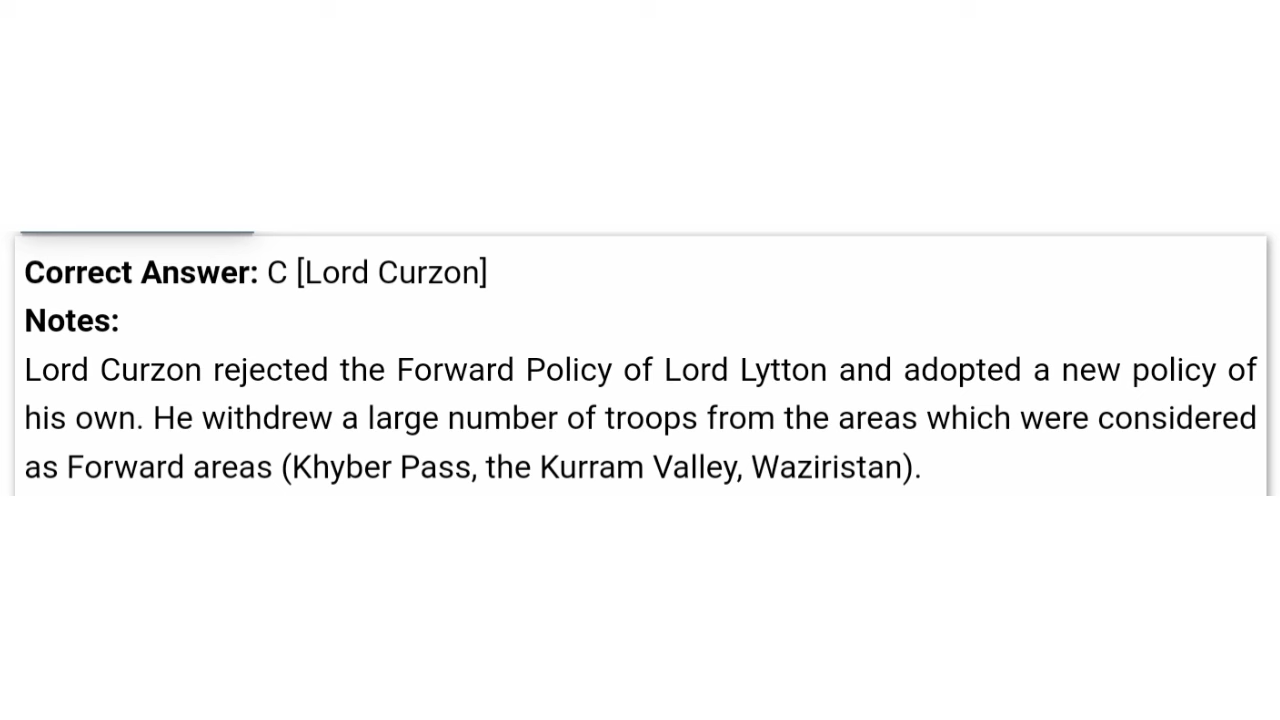 Correct Answer: C [Lord Curzon]
Notes:
Lord Curzon rejected the Forward Policy of Lord Lytton and adopted a new policy of
his own. He withdrew a large number of troops from the areas which were considered
as Forward areas (Khyber Pass, the Kurram Valley, Waziristan).